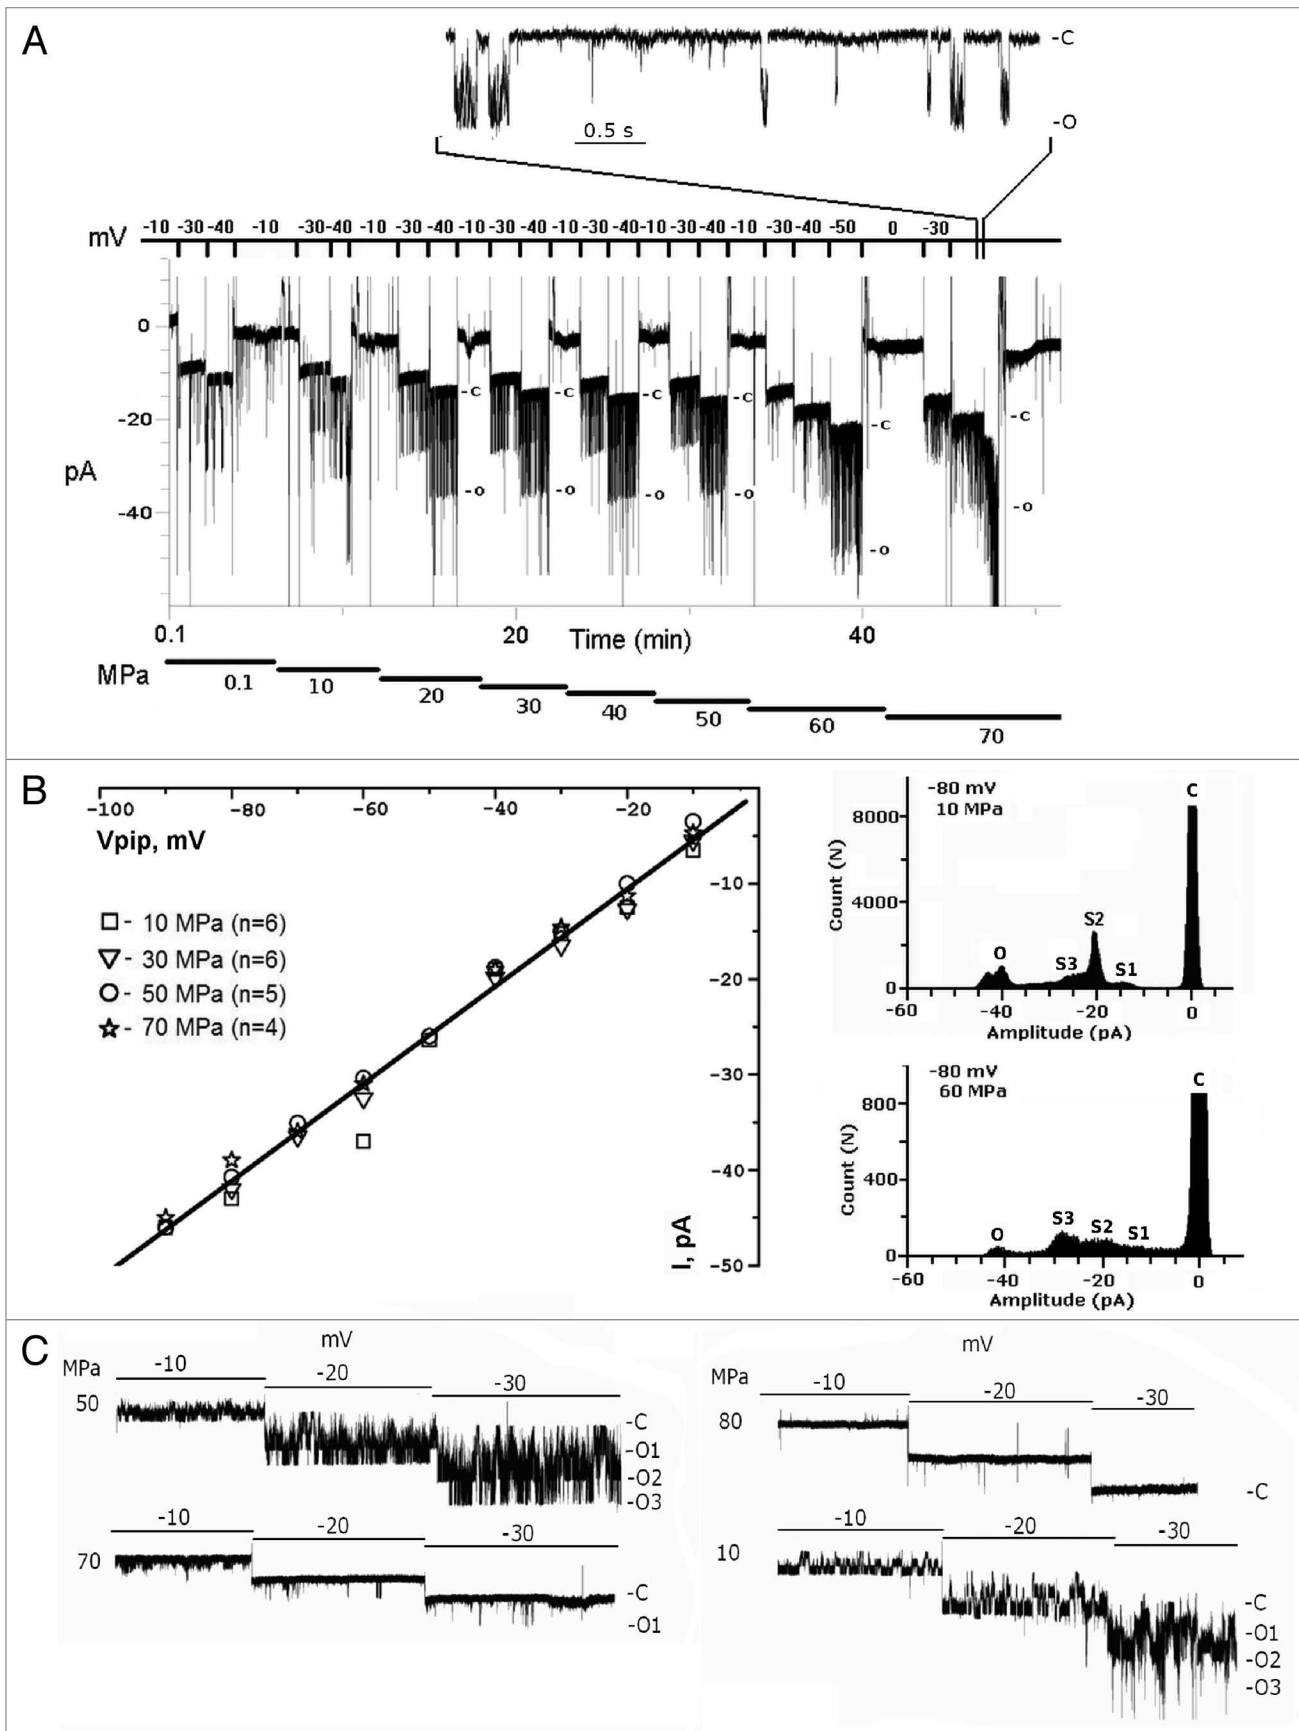 A
-C
-O
0.5 s
mV
-10 -30 -40 -10 -30 -40 -10 -30 -40 -10 -30 -40 -10 -30 -40 -10 -30 -40 -10 -30 -40 -50 0 -30
0
-20
pA
-40
-C
-O
-C
-O
-C
-O
-C
-O
-C
-O
-C
-O
0.1 20 Time (min) 40
MPa
0.1 10 20 30 40 50 60 70
B
-100 -80 -60 -40 -20
Vpip, mV
-10
-20
-30
-40
-50
I, pA
□ - 10 MPa (n=6)
▽ - 30 MPa (n=6)
○ - 50 MPa (n=5)
☆ - 70 MPa (n=4)
-80 mV
10 MPa
C
8000
4000
0
Count (N)
O S3 S2 S1
-60 -40 -20 0
Amplitude (pA)
-80 mV
60 MPa
C
800
400
0
Count (N)
O S3 S2 S1
-60 -40 -20 0
Amplitude (pA)
C
mV
MPa -10 -20 -30
50
-C
-O1
-O2
-O3
-10 -20 -30
70
-C
-O1
mV
MPa -10 -20 -30
80
-C
-10 -20 -30
10
-C
-O1
-O2
-O3